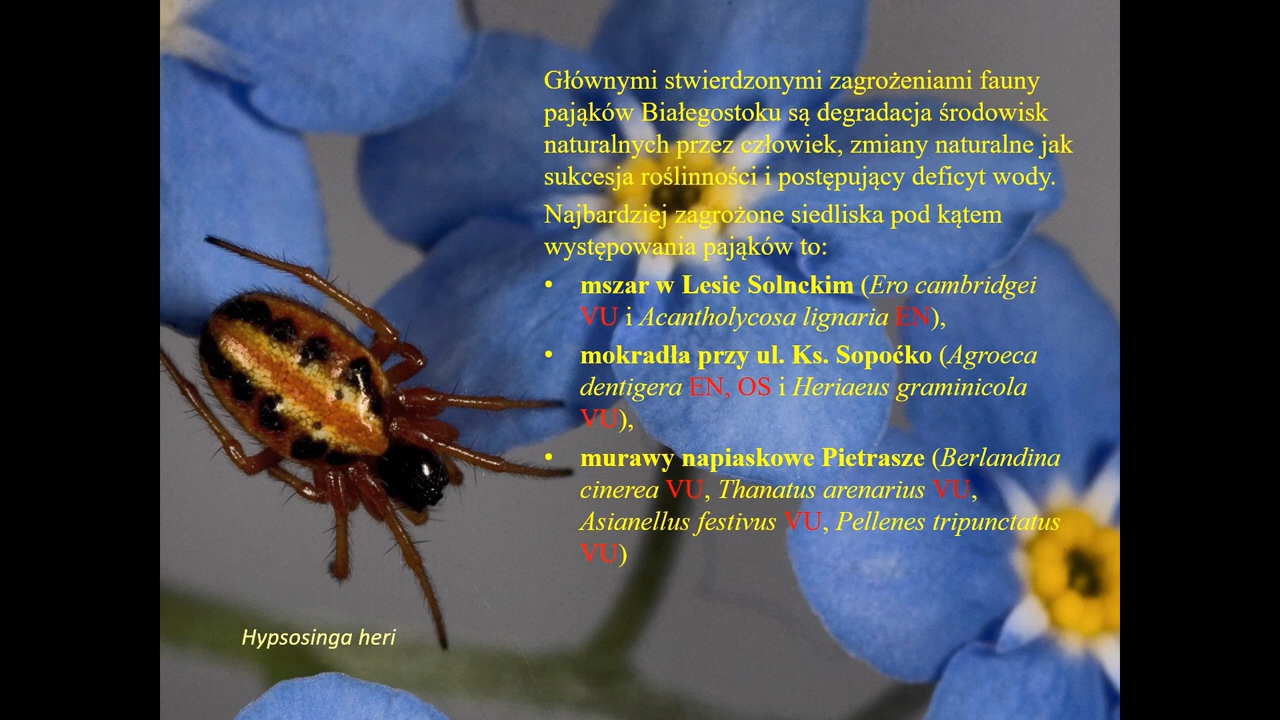 Głównymi stwierdzonymi zagrożeniami fauny
pająków Białegostoku są degradacja środowisk
naturalnych przez człowiek, zmiany naturalne jak
sukcesja roślinności i postępujący deficyt wody.
Najbardziej zagrożone siedliska pod kątem
występowania pająków to:
• mszar w Lesie Solnckim (Ero cambridgei
VU i Acantholycosa lignaria EN),
• mokradła przy ul. Ks. Sopoćko (Agroeca
dentigera EN, OS i Heriaeus graminicola
VU),
• murawy napiaskowe Pietrasze (Berlandina
cinerea VU, Thanatus arenarius VU,
Asianellus festivus VU, Pellenes tripunctatus
VU)
Hypsosinga heri